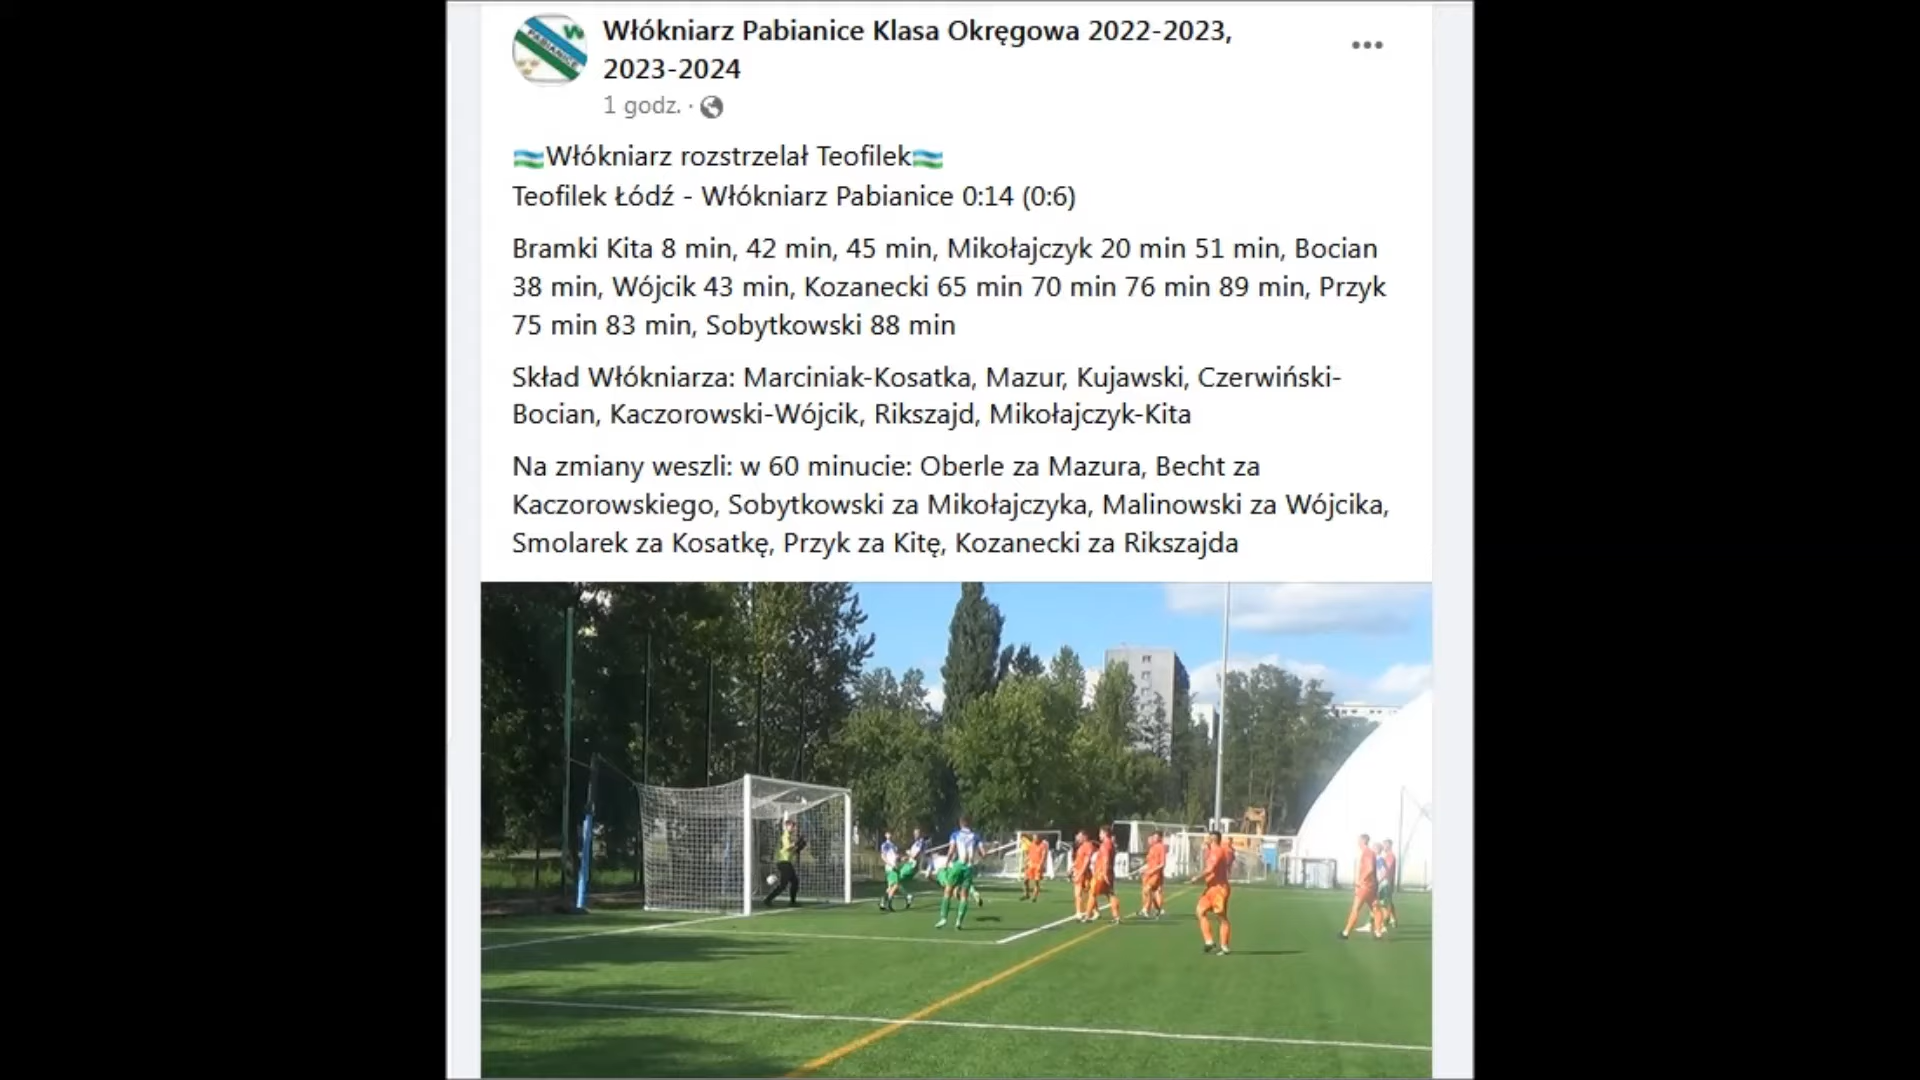 W
PABIANICE
Włókniarz Pabianice Klasa Okręgowa 2022-2023,
2023-2024
1 godz. ·
Włókniarz rozstrzelał Teofilek
Teofilek Łódź - Włókniarz Pabianice 0:14 (0:6)
Bramki Kita 8 min, 42 min, 45 min, Mikołajczyk 20 min 51 min, Bocian
38 min, Wójcik 43 min, Kozanecki 65 min 70 min 76 min 89 min, Przyk
75 min 83 min, Sobytkowski 88 min
Skład Włókniarza: Marciniak-Kosatka, Mazur, Kujawski, Czerwiński-
Bocian, Kaczorowski-Wójcik, Rikszajd, Mikołajczyk-Kita
Na zmiany weszli: w 60 minucie: Oberle za Mazura, Becht za
Kaczorowskiego, Sobytkowski za Mikołajczyka, Malinowski za Wójcika,
Smolarek za Kosatkę, Przyk za Kitę, Kozanecki za Rikszajda